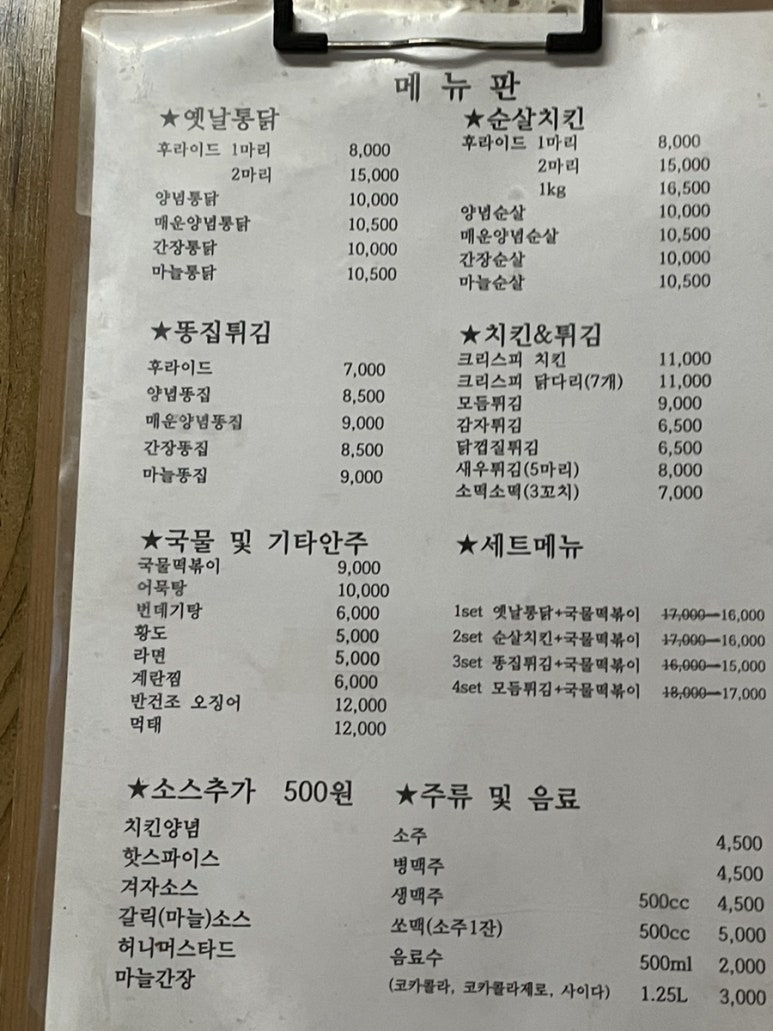 메 뉴 판
★옛날통닭
후라이드 1마리 8,000
2마리 15,000
양념통닭 10,000
매운양념통닭 10,500
간장통닭 10,000
마늘통닭 10,500
★순살치킨
후라이드 1마리 8,000
2마리 15,000
1kg 16,500
양념순살 10,000
매운양념순살 10,500
간장순살 10,000
마늘순살 10,500
★똥집튀김
후라이드 7,000
양념똥집 8,500
매운양념똥집 9,000
간장똥집 8,500
마늘똥집 9,000
★치킨&튀김
크리스피 치킨 11,000
크리스피 닭다리(7개) 11,000
모듬튀김 9,000
감자튀김 6,500
닭껍질튀김 6,500
새우튀김(5마리) 8,000
소떡소떡(3꼬치) 7,000
★국물 및 기타안주
국물떡볶이 9,000
어묵탕 10,000
번데기탕 6,000
황도 5,000
라면 5,000
계란찜 6,000
반건조 오징어 12,000
먹태 12,000
★세트메뉴
1set 옛날통닭+국물떡볶이 17,000—16,000
2set 순살치킨+국물떡볶이 17,000—16,000
3set 똥집튀김+국물떡볶이 16,000—15,000
4set 모듬튀김+국물떡볶이 18,000—17,000
★소스추가 500원
치킨양념
핫스파이스
겨자소스
갈릭(마늘)소스
허니머스타드
마늘간장
★주류 및 음료
소주 4,500
병맥주 4,500
생맥주 500cc 4,500
쏘맥(소주1잔) 500cc 5,000
음료수 500ml 2,000
(코카콜라, 코카콜라제로, 사이다) 1.25L 3,000